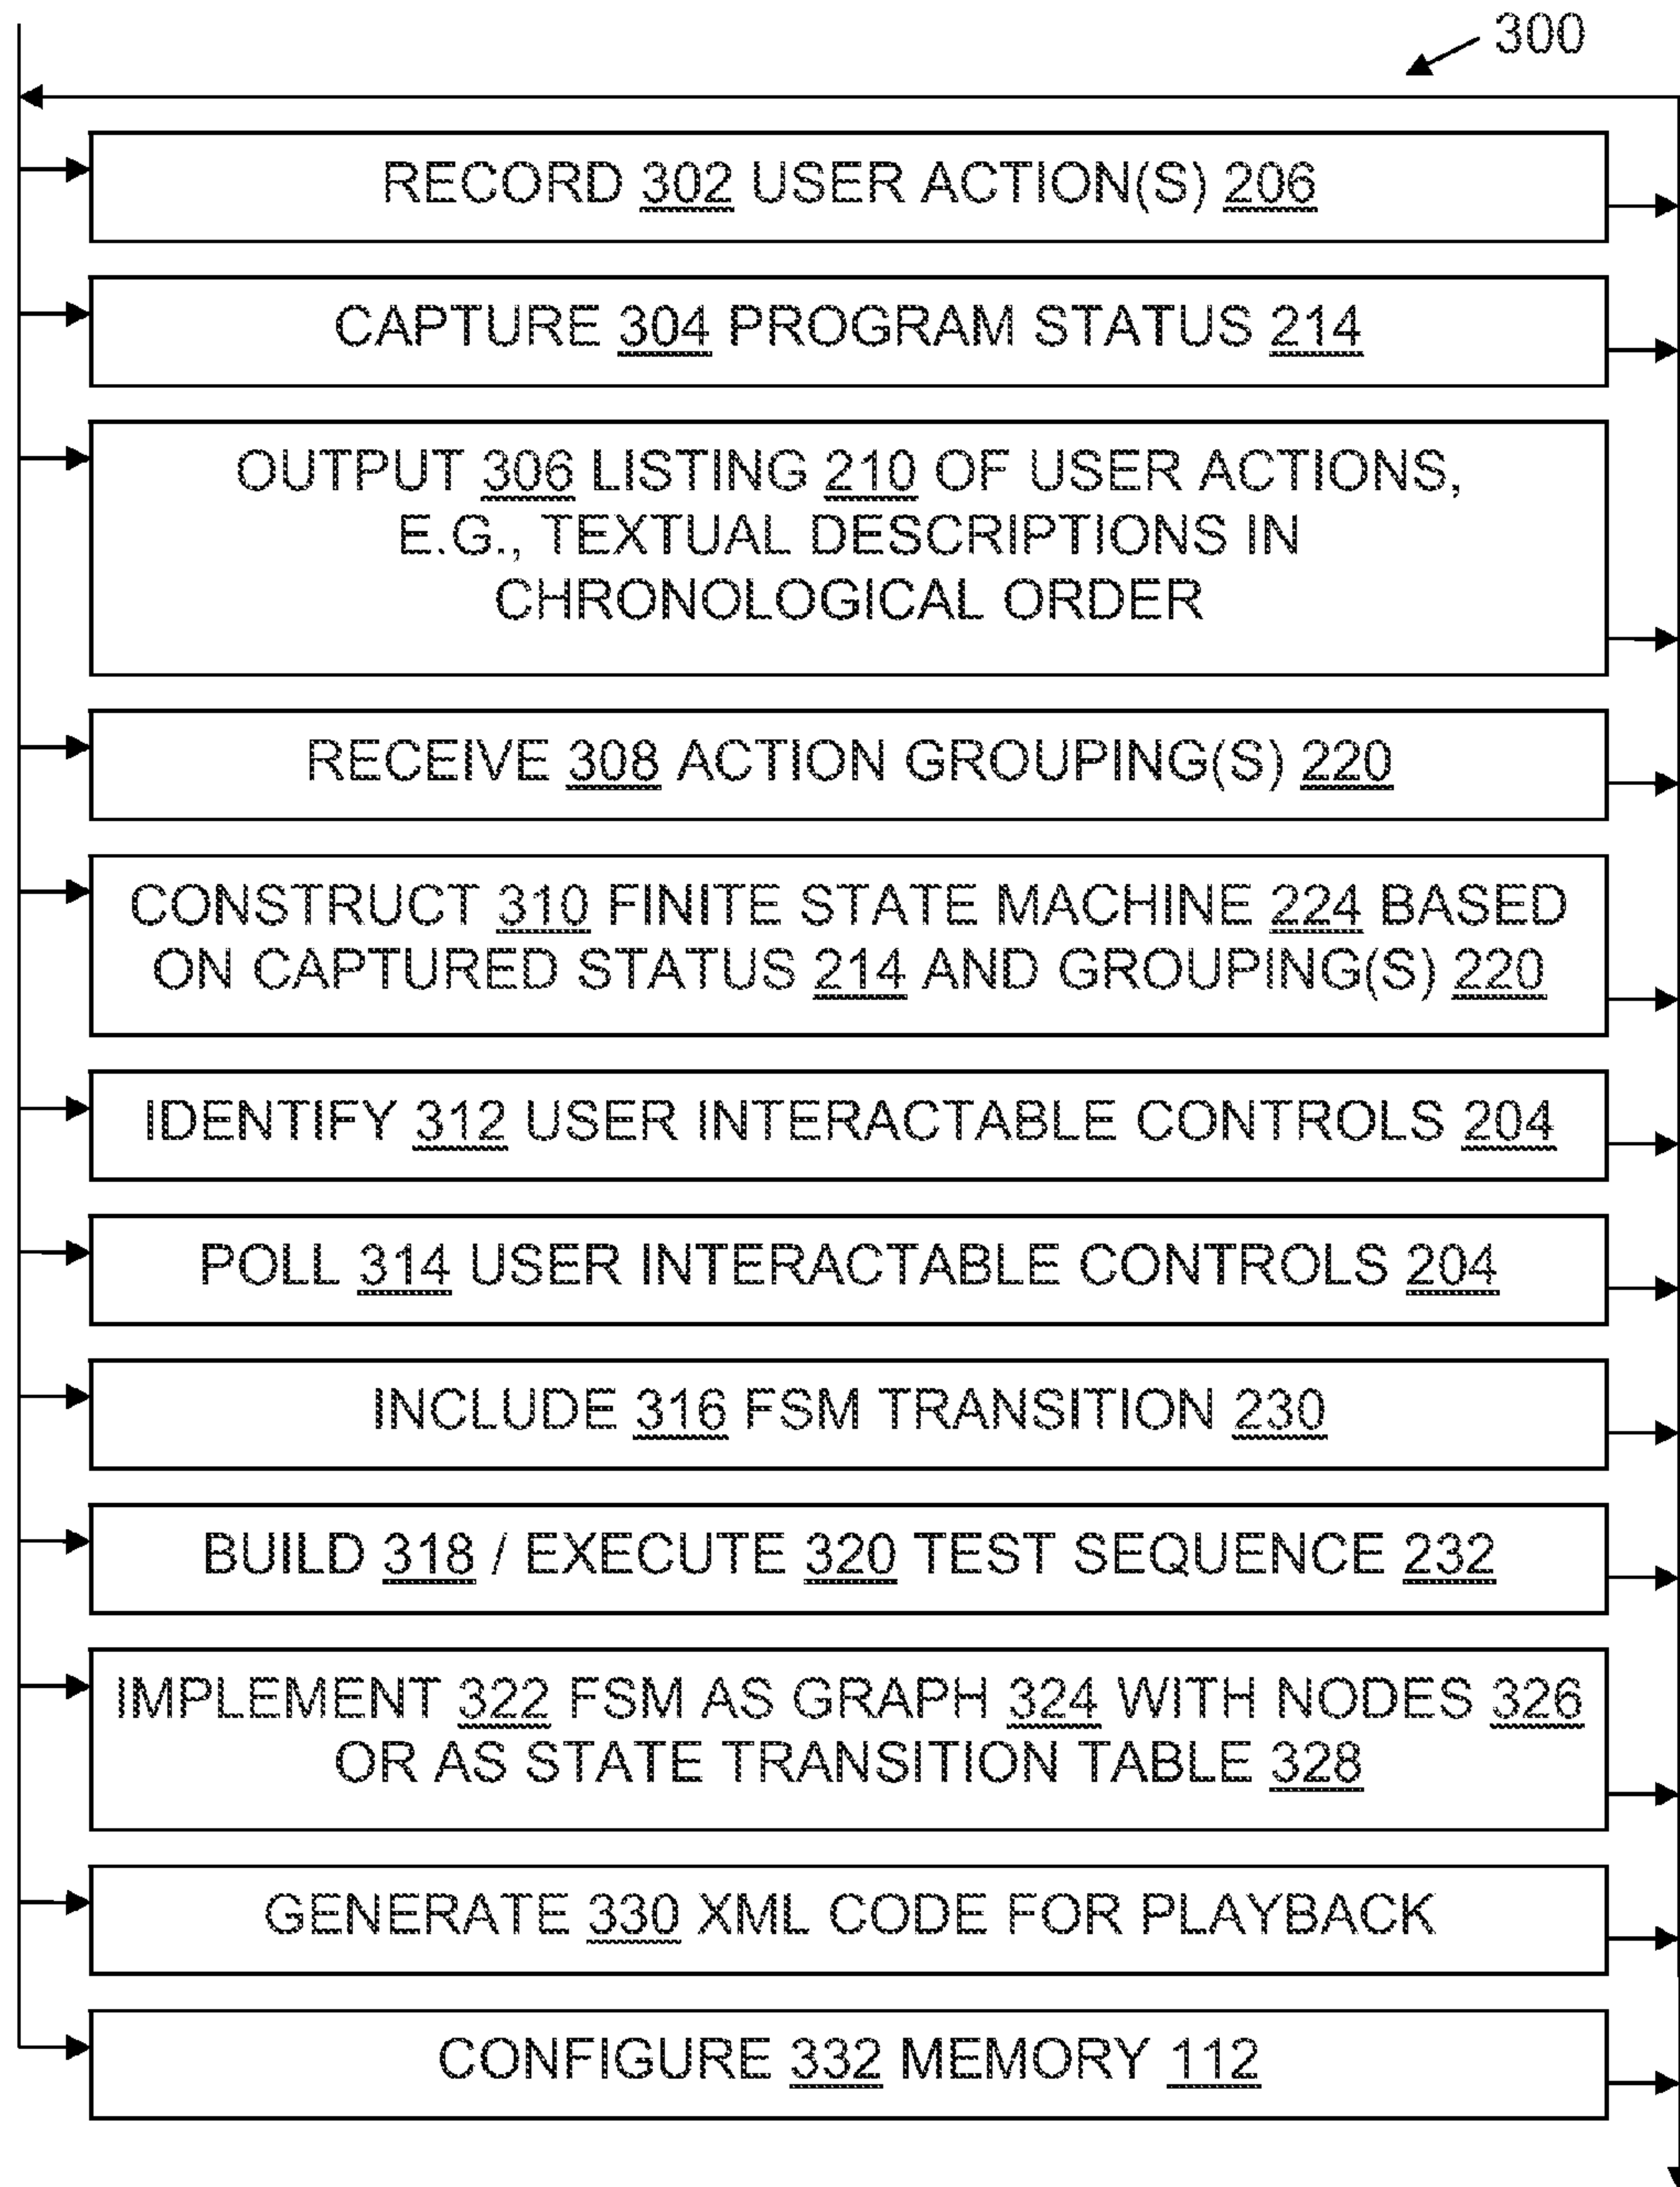 300
RECORD 302 USER ACTION(S) 206
CAPTURE 304 PROGRAM STATUS 214
OUTPUT 306 LISTING 210 OF USER ACTIONS,
E.G., TEXTUAL DESCRIPTIONS IN
CHRONOLOGICAL ORDER
RECEIVE 308 ACTION GROUPING(S) 220
CONSTRUCT 310 FINITE STATE MACHINE 224 BASED
ON CAPTURED STATUS 214 AND GROUPING(S) 220
IDENTIFY 312 USER INTERACTABLE CONTROLS 204
POLL 314 USER INTERACTABLE CONTROLS 204
INCLUDE 316 FSM TRANSITION 230
BUILD 318 / EXECUTE 320 TEST SEQUENCE 232
IMPLEMENT 322 FSM AS GRAPH 324 WITH NODES 326
OR AS STATE TRANSITION TABLE 328
GENERATE 330 XML CODE FOR PLAYBACK
CONFIGURE 332 MEMORY 112